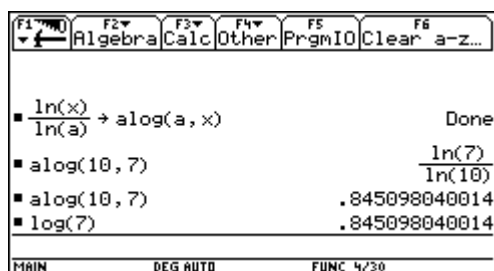 F1 F2 F3 F4 F5 F6
Algebra Calc Other PrgmIO Clear a-z…
▪ ln(x)/ln(a) → alog(a,x) Done
▪ alog(10,7) ln(7)/ln(10)
▪ alog(10,7) .845098040014
▪ log(7) .845098040014
MAIN DEG AUTO FUNC 4/30